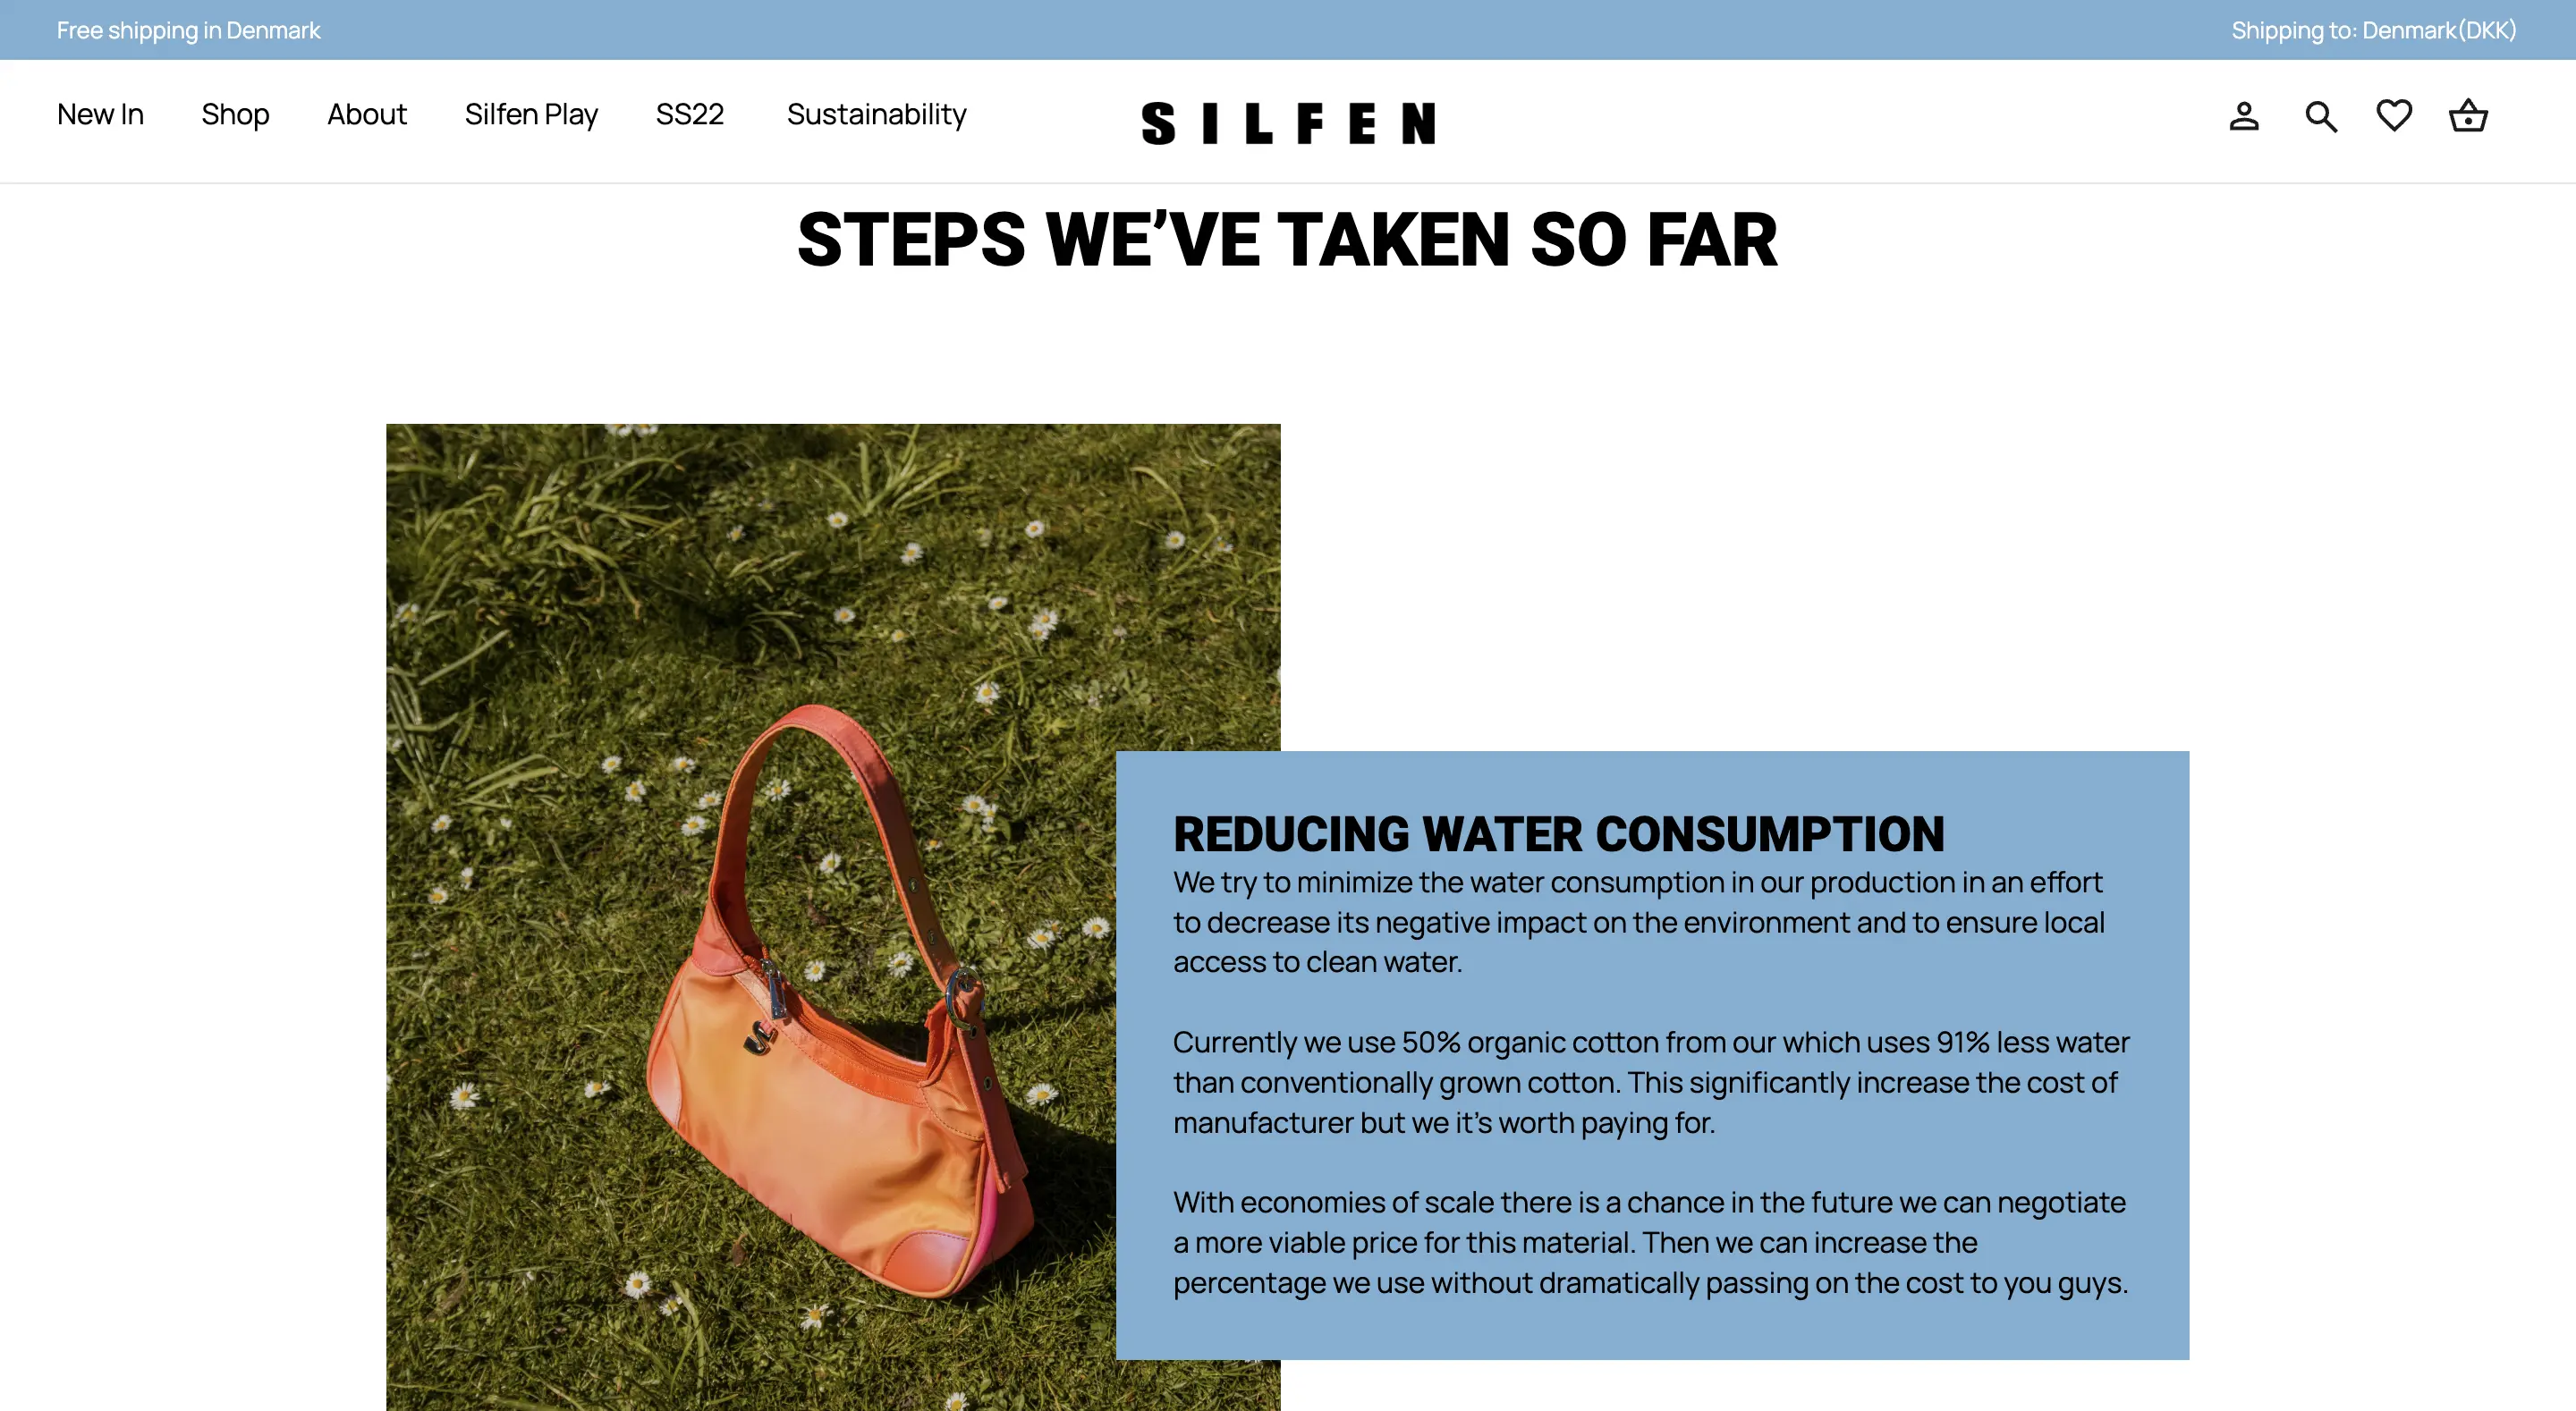 Free shipping in Denmark
Shipping to: Denmark(DKK)
New In
Shop
About
Silfen Play
SS22
Sustainability
SILFEN
STEPS WE’VE TAKEN SO FAR
S
REDUCING WATER CONSUMPTION
We try to minimize the water consumption in our production in an effort
to decrease its negative impact on the environment and to ensure local
access to clean water.
Currently we use 50% organic cotton from our which uses 91% less water
than conventionally grown cotton. This significantly increase the cost of
manufacturer but we it’s worth paying for.
With economies of scale there is a chance in the future we can negotiate
a more viable price for this material. Then we can increase the
percentage we use without dramatically passing on the cost to you guys.